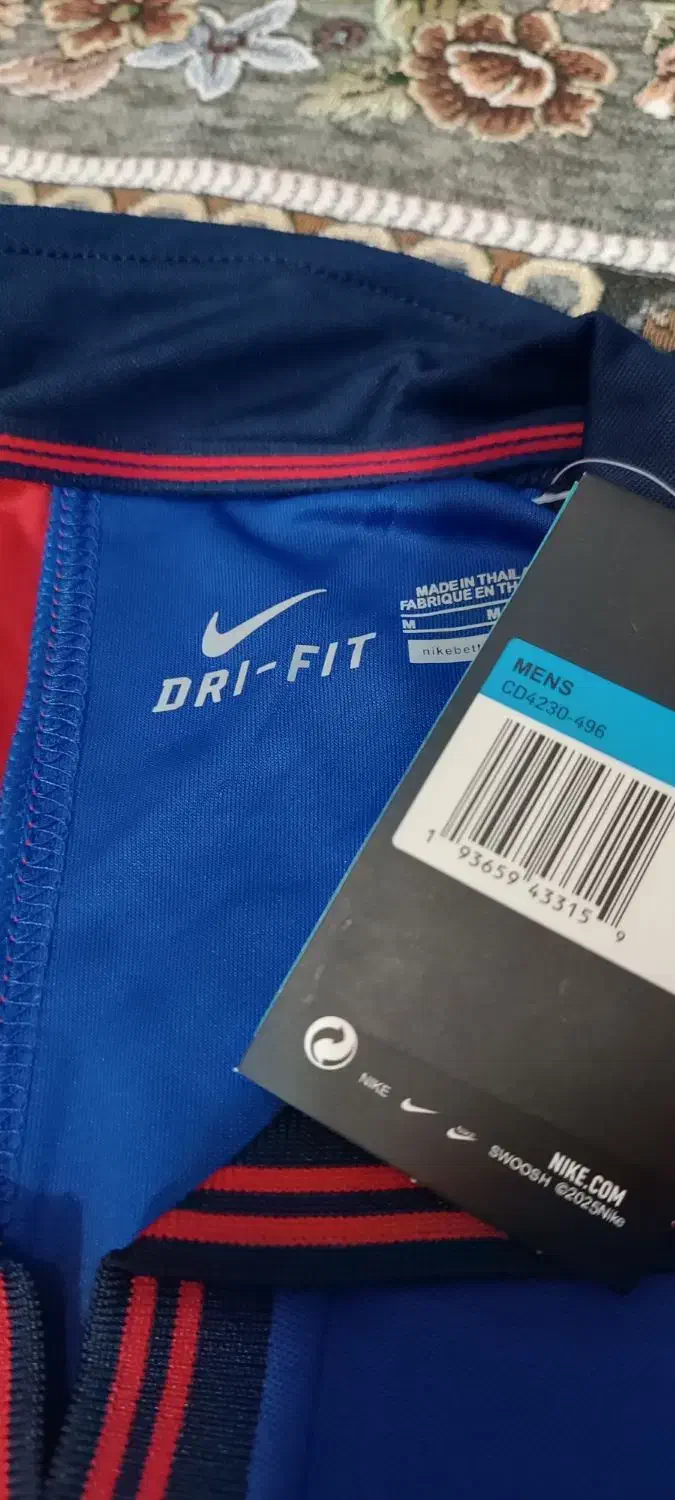 MADE IN THAIL
FABRIQUE EN TH
M
M
nikebet
DRI-FIT
MENS
CD4230-496
1 93659 43315 9
NIKE
NIKE.COM
SWOOSH ©2025Nike